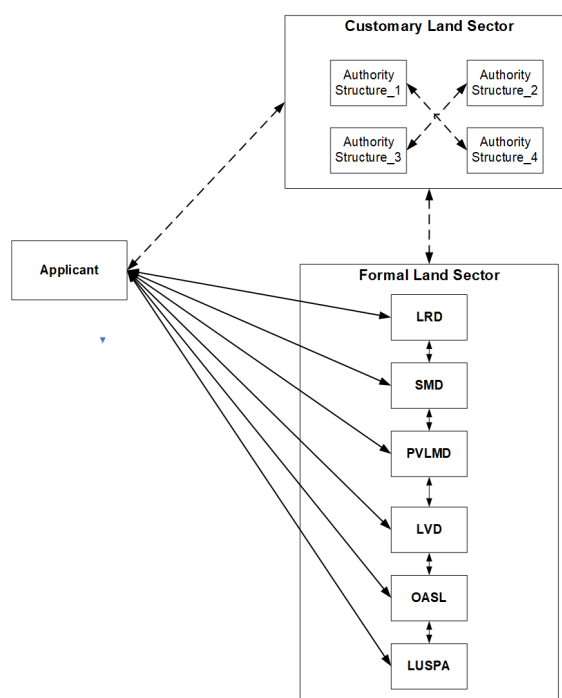 Customary Land Sector
Authority
Structure_1
Authority
Structure_2
Authority
Structure_3
Authority
Structure_4
Applicant
Formal Land Sector
LRD
SMD
PVLMD
LVD
OASL
LUSPA